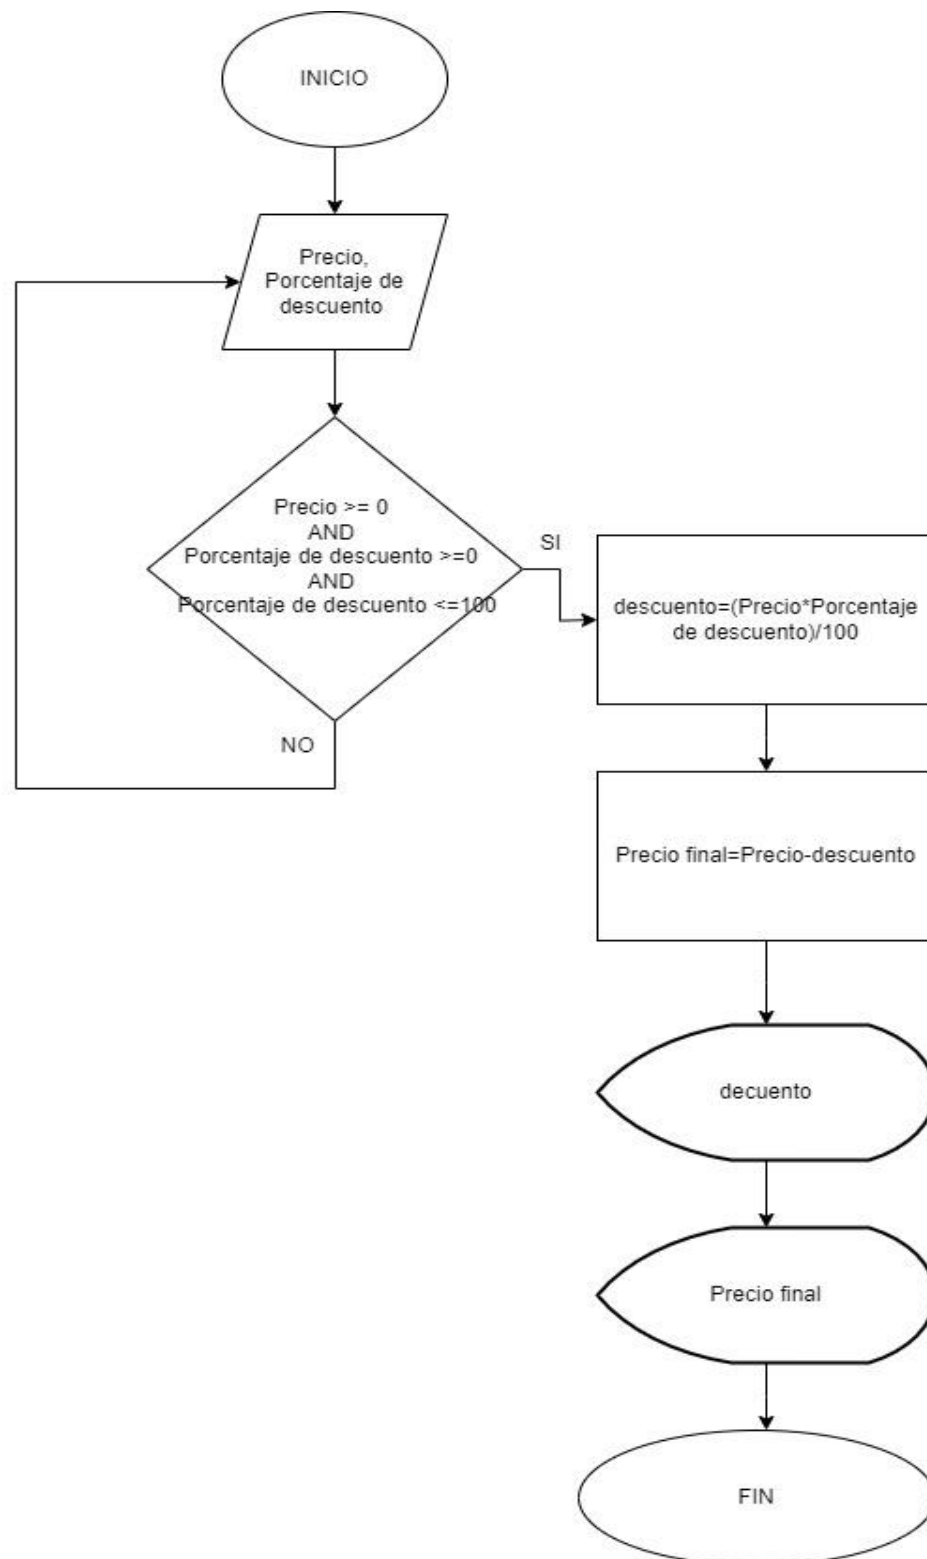 INICIO
Precio,
Porcentaje de
descuento
Precio >= 0
AND
Porcentaje de descuento >=0
AND
Porcentaje de descuento <=100
SI
NO
descuento=(Precio*Porcentaje
de descuento)/100
Precio final=Precio-descuento
decuento
Precio final
FIN